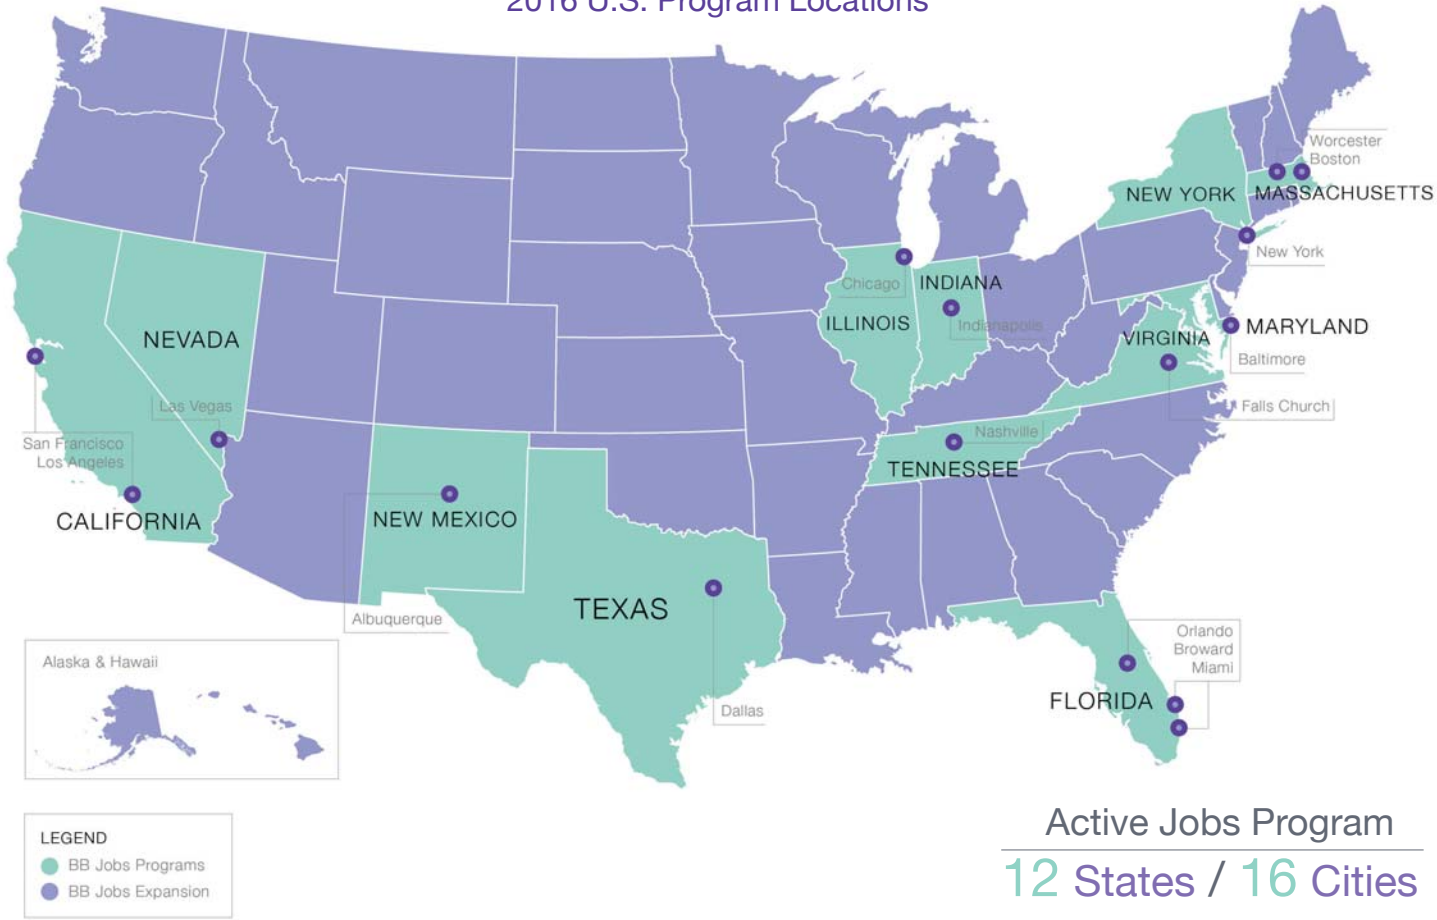 2016 U.S. Program Locations
Worcester
Boston
NEW YORK
MASSACHUSETTS
New York
Chicago
INDIANA
ILLINOIS
Indianapolis
VIRGINIA
MARYLAND
Baltimore
Falls Church
NEVADA
Las Vegas
San Francisco
Los Angeles
CALIFORNIA
NEW MEXICO
Albuquerque
Nashville
TENNESSEE
TEXAS
Dallas
Orlando
Broward
Miami
FLORIDA
Alaska & Hawaii
LEGEND
BB Jobs Programs
BB Jobs Expansion
Active Jobs Program
12 States / 16 Cities